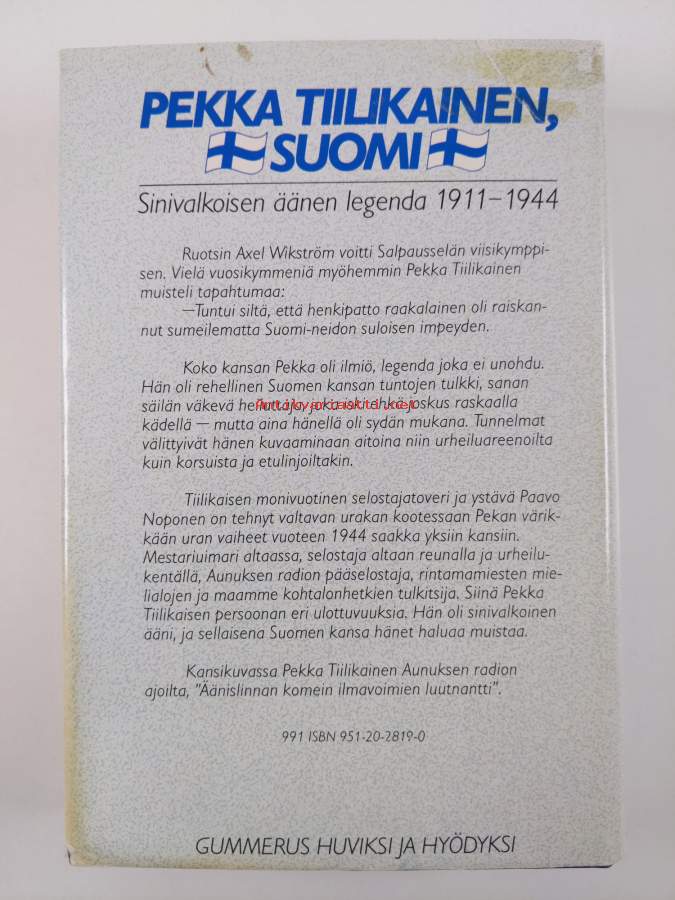 PEKKA TIILIKAINEN,
SUOMI
Sinivalkoisen äänen legenda 1911–1944
Ruotsin Axel Wikström voitti Salpausselän viisikymppi-
sen. Vielä vuosikymmeniä myöhemmin Pekka Tiilikainen
muisteli tapahtumaa:
—Tuntui siltä, että henkipatto raakalainen oli raiskan-
nut sumeilematta Suomi-neidon suloisen impeyden.
Koko kansan Pekka oli ilmiö, legenda joka ei unohdu.
Hän oli rehellinen Suomen kansan tuntojen tulkki, sanan
säilän väkevä heiluttaja, joka iski ehkä joskus raskaalla
kädellä — mutta aina hänellä oli sydän mukana. Tunnelmat
välittyivät hänen kuvaaminaan aitoina niin urheiluareenoilta
kuin korsuista ja etulinjoiltakin.
Tiilikaisen monivuotinen selostajatoveri ja ystävä Paavo
Noponen on tehnyt valtavan urakan kootessaan Pekan värik-
kään uran vaiheet vuoteen 1944 saakka yksiin kansiin.
Mestariuimari altaassa, selostaja altaan reunalla ja urheilu-
kentällä, Aunuksen radion pääselostaja, rintamamiesten mie-
lialojen ja maamme kohtalonhetkien tulkitsija. Siinä Pekka
Tiilikaisen persoonan eri ulottuvuuksia. Hän oli sinivalkoinen
ääni, ja sellaisena Suomen kansa hänet haluaa muistaa.
Kansikuvassa Pekka Tiilikainen Aunuksen radion
ajoilta, "Äänislinnan komein ilmavoimien luutnantti".
991 ISBN 951-20-2819-0
GUMMERUS HUVIKSI JA HYÖDYKSI